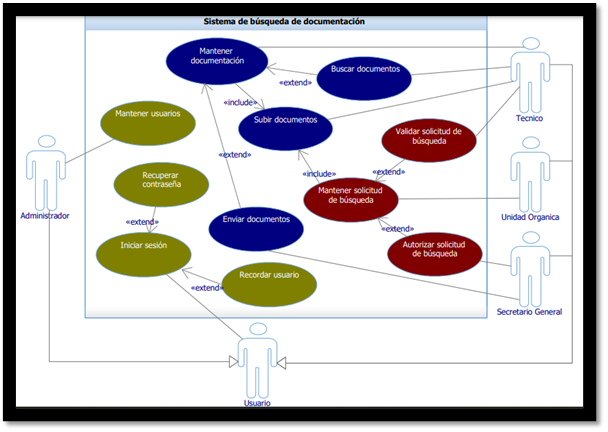 Sistema de búsqueda de documentación
Mantener
documentación
Buscar documentos
«extend»
Tecnico
«include»
Mantener usuarios
Subir documentos
Validar solicitud de
búsqueda
«extend»
Recuperar
contraseña
«extend»
«include»
Mantener solicitud
de búsqueda
Administrador
Unidad Organica
«extend»
Enviar documentos
«extend»
Iniciar sesión
Autorizar solicitud
de búsqueda
Recordar usuario
«extend»
Secretario General
Usuario